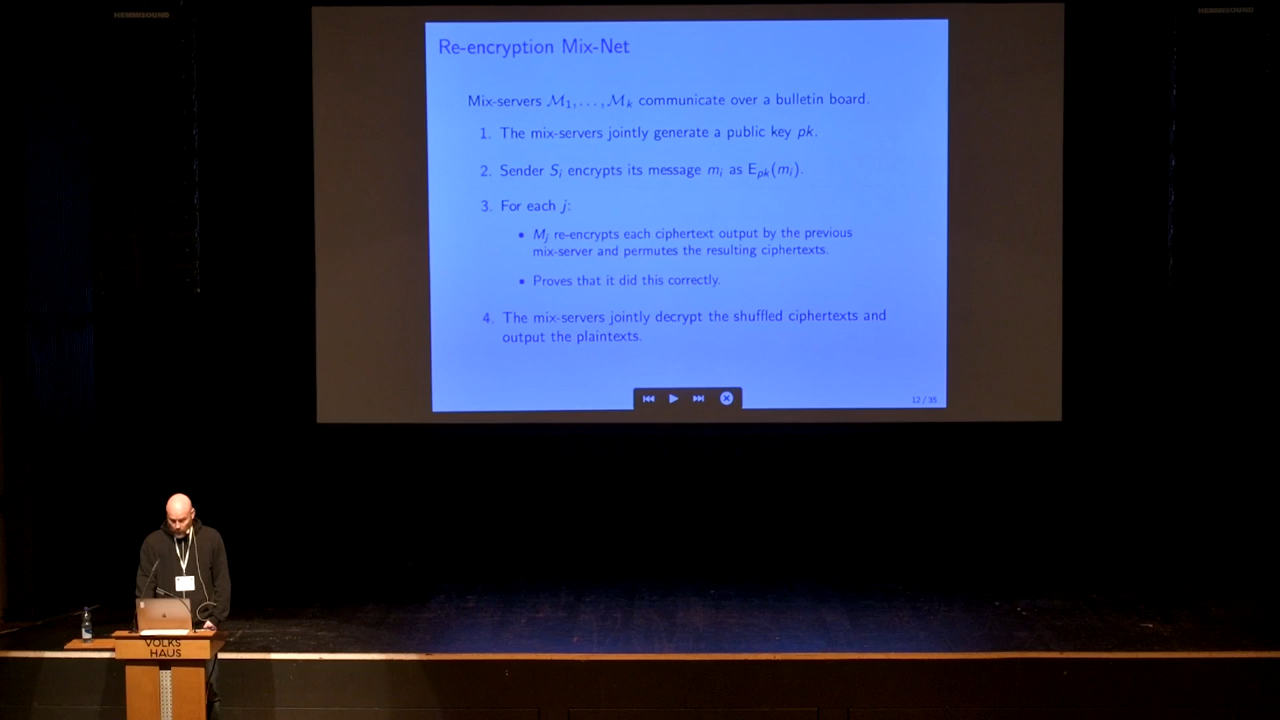 HEMMISOUND
HEMMISOUND
Re-encryption Mix-Net
Mix-servers M₁, . . . , Mₖ communicate over a bulletin board.
1. The mix-servers jointly generate a public key pk.
2. Sender Sᵢ encrypts its message mᵢ as Eₚₖ(mᵢ).
3. For each j:
• Mⱼ re-encrypts each ciphertext output by the previous
mix-server and permutes the resulting ciphertexts.
• Proves that it did this correctly.
4. The mix-servers jointly decrypt the shuffled ciphertexts and
output the plaintexts.
12 / 35
VOLKS
HAUS